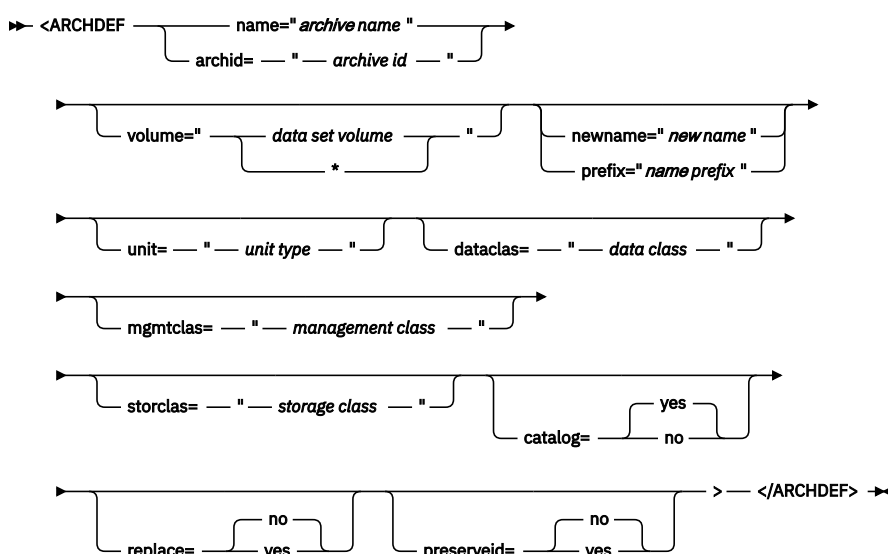 <ARCHDEF name=" archive name "
archid= " archive id "
volume=" data set volume "
*
newname=" new name "
prefix=" name prefix "
unit= " unit type "
dataclas= " data class "
mgmtclas= " management class "
storclas= " storage class "
catalog= yes
no
> </ARCHDEF>
replace= no
yes
preserveid= no
yes